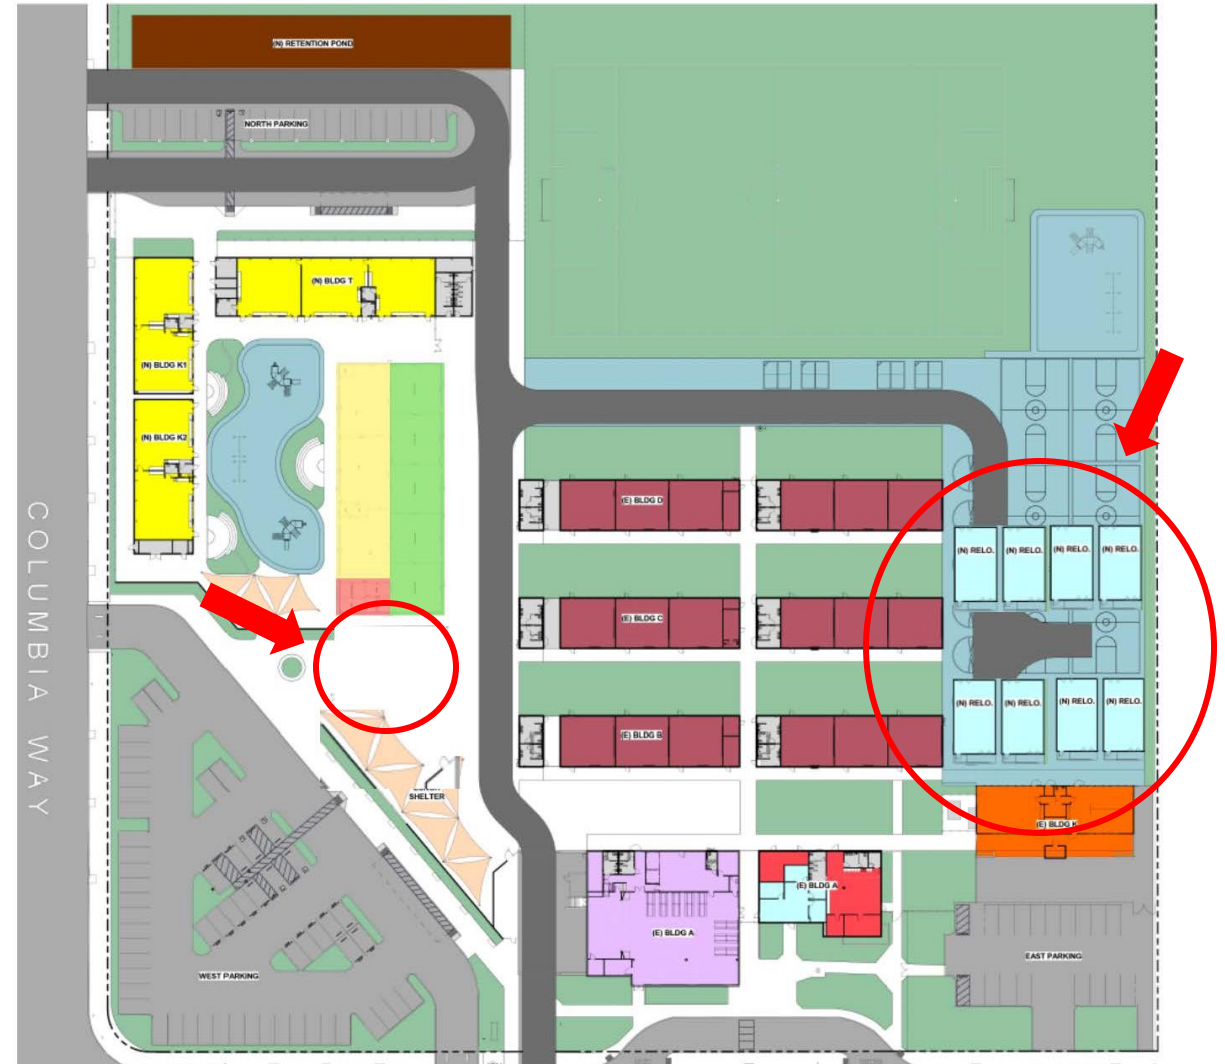 (N) RETENTION POND
NORTH PARKING
(N) BLDG T
(N) BLDG K1
(N) BLDG K2
COLUMBIA WAY
(E) BLDG D
(N) RELO.
(N) RELO.
(N) RELO.
(N) RELO.
(E) BLDG C
(N) RELO.
(N) RELO.
(N) RELO.
(N) RELO.
(E) BLDG B
SHELTER
(E) BLDG K
(E) BLDG A
(E) BLDG A
WEST PARKING
EAST PARKING